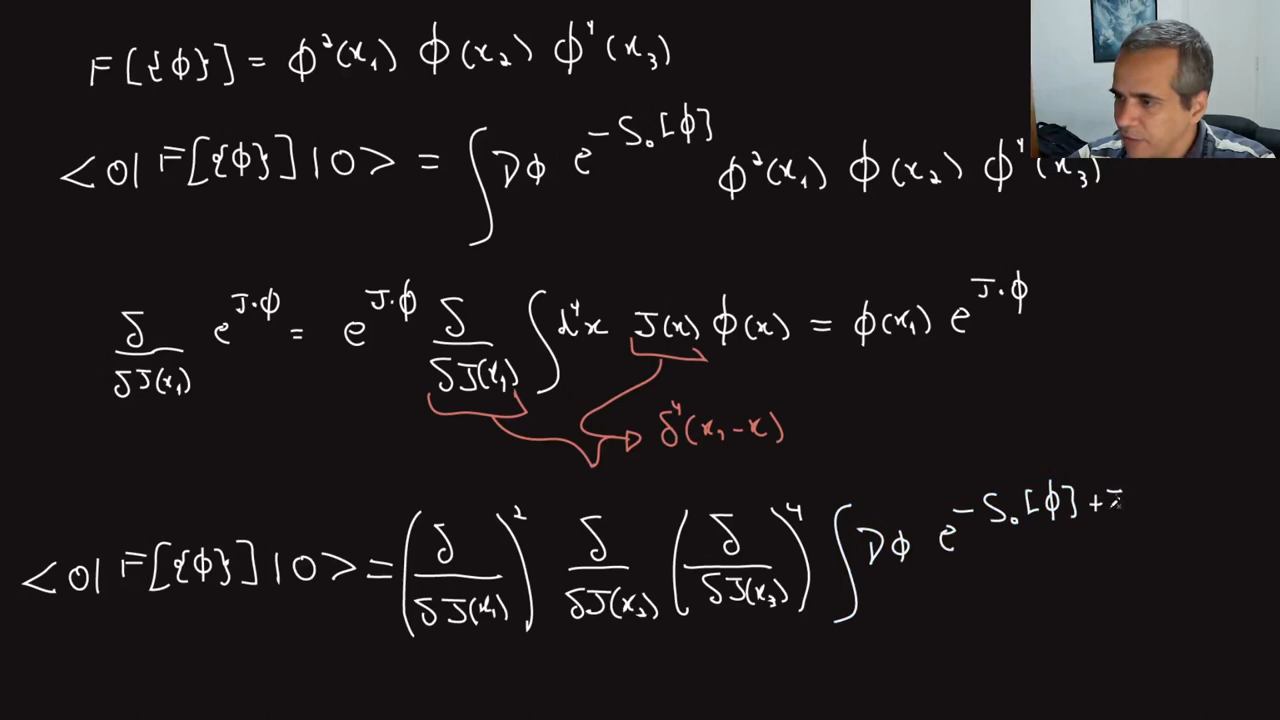 F[{ϕ}] = ϕ²(x₁) ϕ(x₂) ϕ⁴(x₃)
<0| F[{ϕ}] |0> = ∫ Dϕ e^{-S₀[ϕ]} ϕ²(x₁) ϕ(x₂) ϕ⁴(x₃)
δ/δJ(x₁) e^{J·ϕ} = e^{J·ϕ} δ/δJ(x₁) ∫ d⁴x J(x) ϕ(x) = ϕ(x₁) e^{J·ϕ}
δ⁴(x₁-x)
<0| F[{ϕ}] |0> = (δ/δJ(x₁))² δ/δJ(x₂) (δ/δJ(x₃))⁴ ∫ Dϕ e^{-S₀[ϕ]+